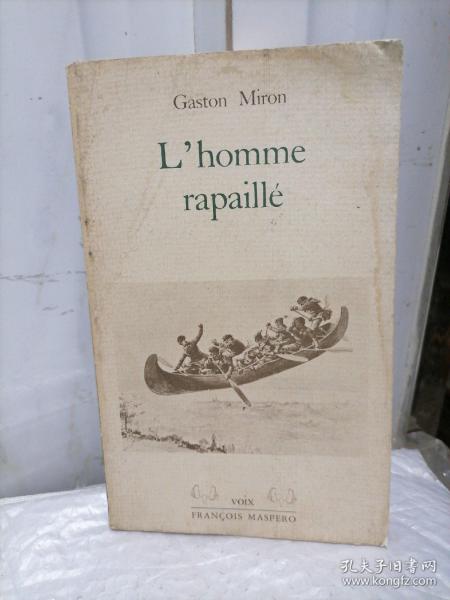 Gaston Miron
L'homme
rapaillé
VOIX
FRANÇOIS MASPERO
孔夫子旧书网
www.kongfz.com